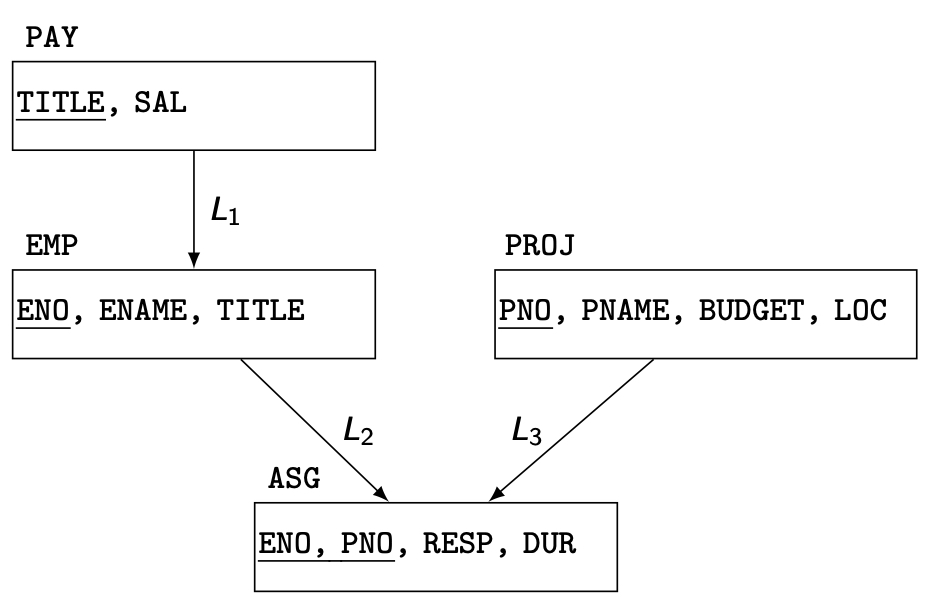 PAY
TITLE, SAL
L1
EMP
PROJ
ENO, ENAME, TITLE
PNO, PNAME, BUDGET, LOC
L2
L3
ASG
ENO, PNO, RESP, DUR